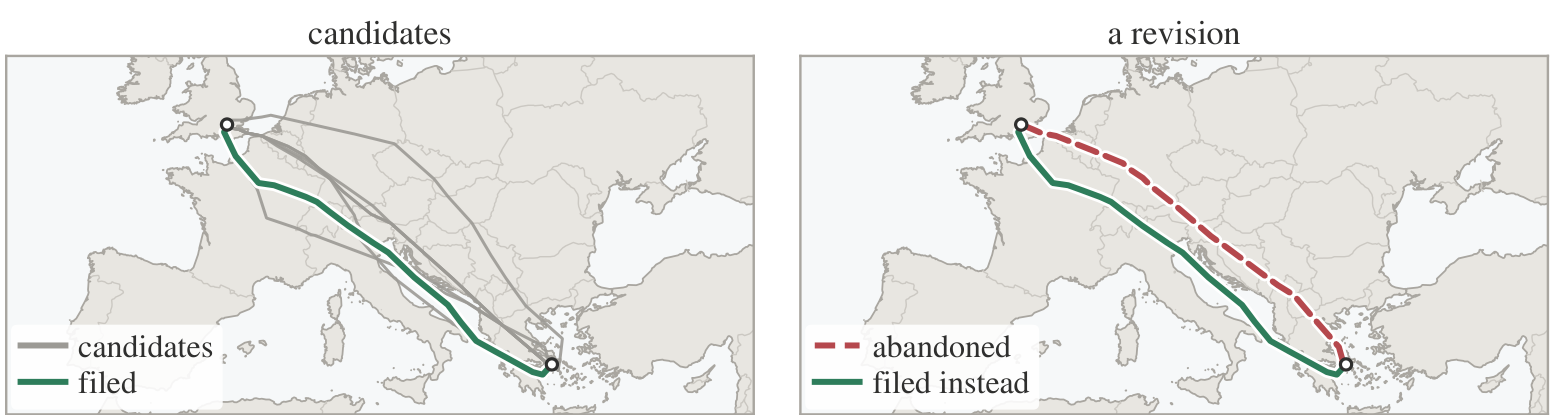 candidates
candidates
filed
a revision
abandoned
filed instead